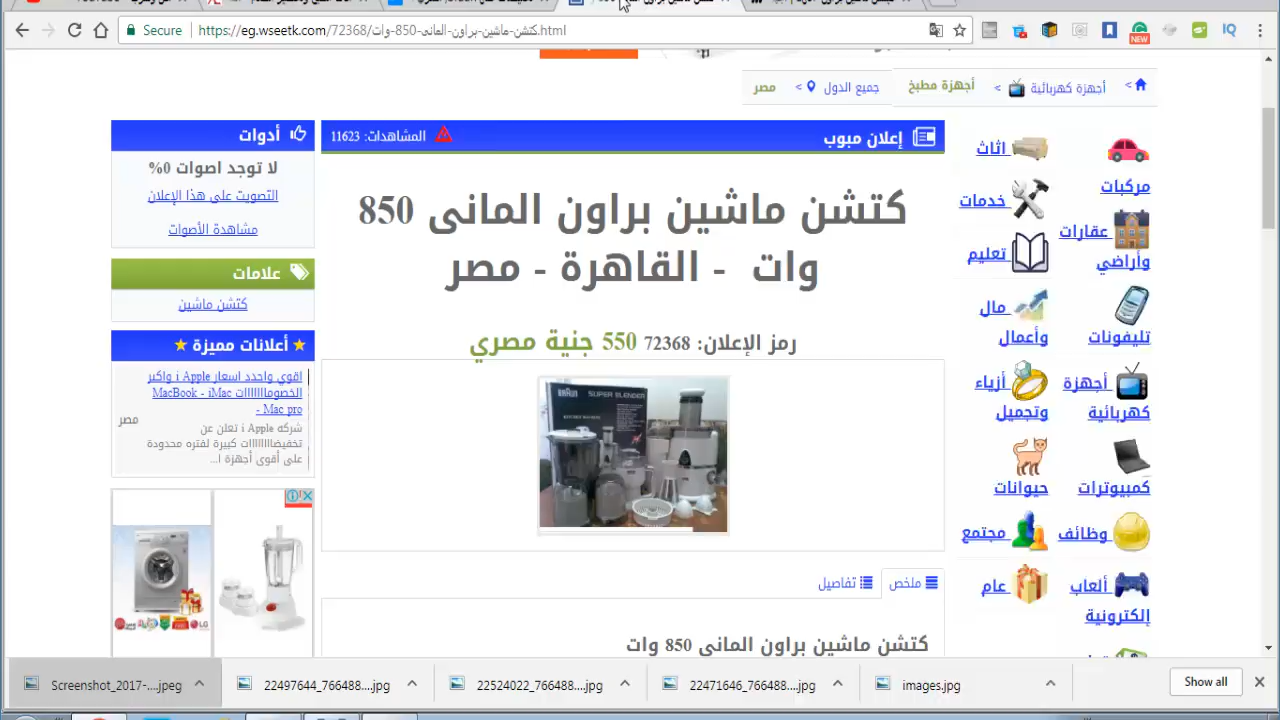 Secure
https://eg.wseetk.com/72368/كتشن-ماشين-براون-المانى-850-وات.html
NEW
IQ
> أجهزة كهربائية >
أجهزة مطبخ
جميع الدول >
مصر
إعلان مبوب
المشاهدات: 11623
كتشن ماشين براون المانى 850
وات - القاهرة - مصر
رمز الإعلان: 72368 550 جنية مصري
BRAUN
SUPER BLENDER
ملخص
تفاصيل
كتشن ماشين براون المانى 850 وات
مركبات
عقارات
وأراضي
تليفونات
أجهزة
كهربائية
كمبيوترات
وظائف
ألعاب
إلكترونية
اثاث
خدمات
تعليم
مال
وأعمال
أزياء
وتجميل
حيوانات
مجتمع
عام
أدوات
لا توجد اصوات 0%
التصويت على هذا الإعلان
مشاهدة الأصوات
علامات
كتشن ماشين
أعلانات مميزة
اقوي واحدد اسعار i Apple واكبر
الخصومااااااات MacBook - iMac
- Mac pro
شركه i Apple تعلن عن
تخفيضااااااات كبيرة لفتره محدودة
على أقوى أجهزة ا...
مصر
LG
Screenshot_2017-....jpeg
22497644_766488....jpg
22524022_766488....jpg
22471646_766488....jpg
images.jpg
Show all